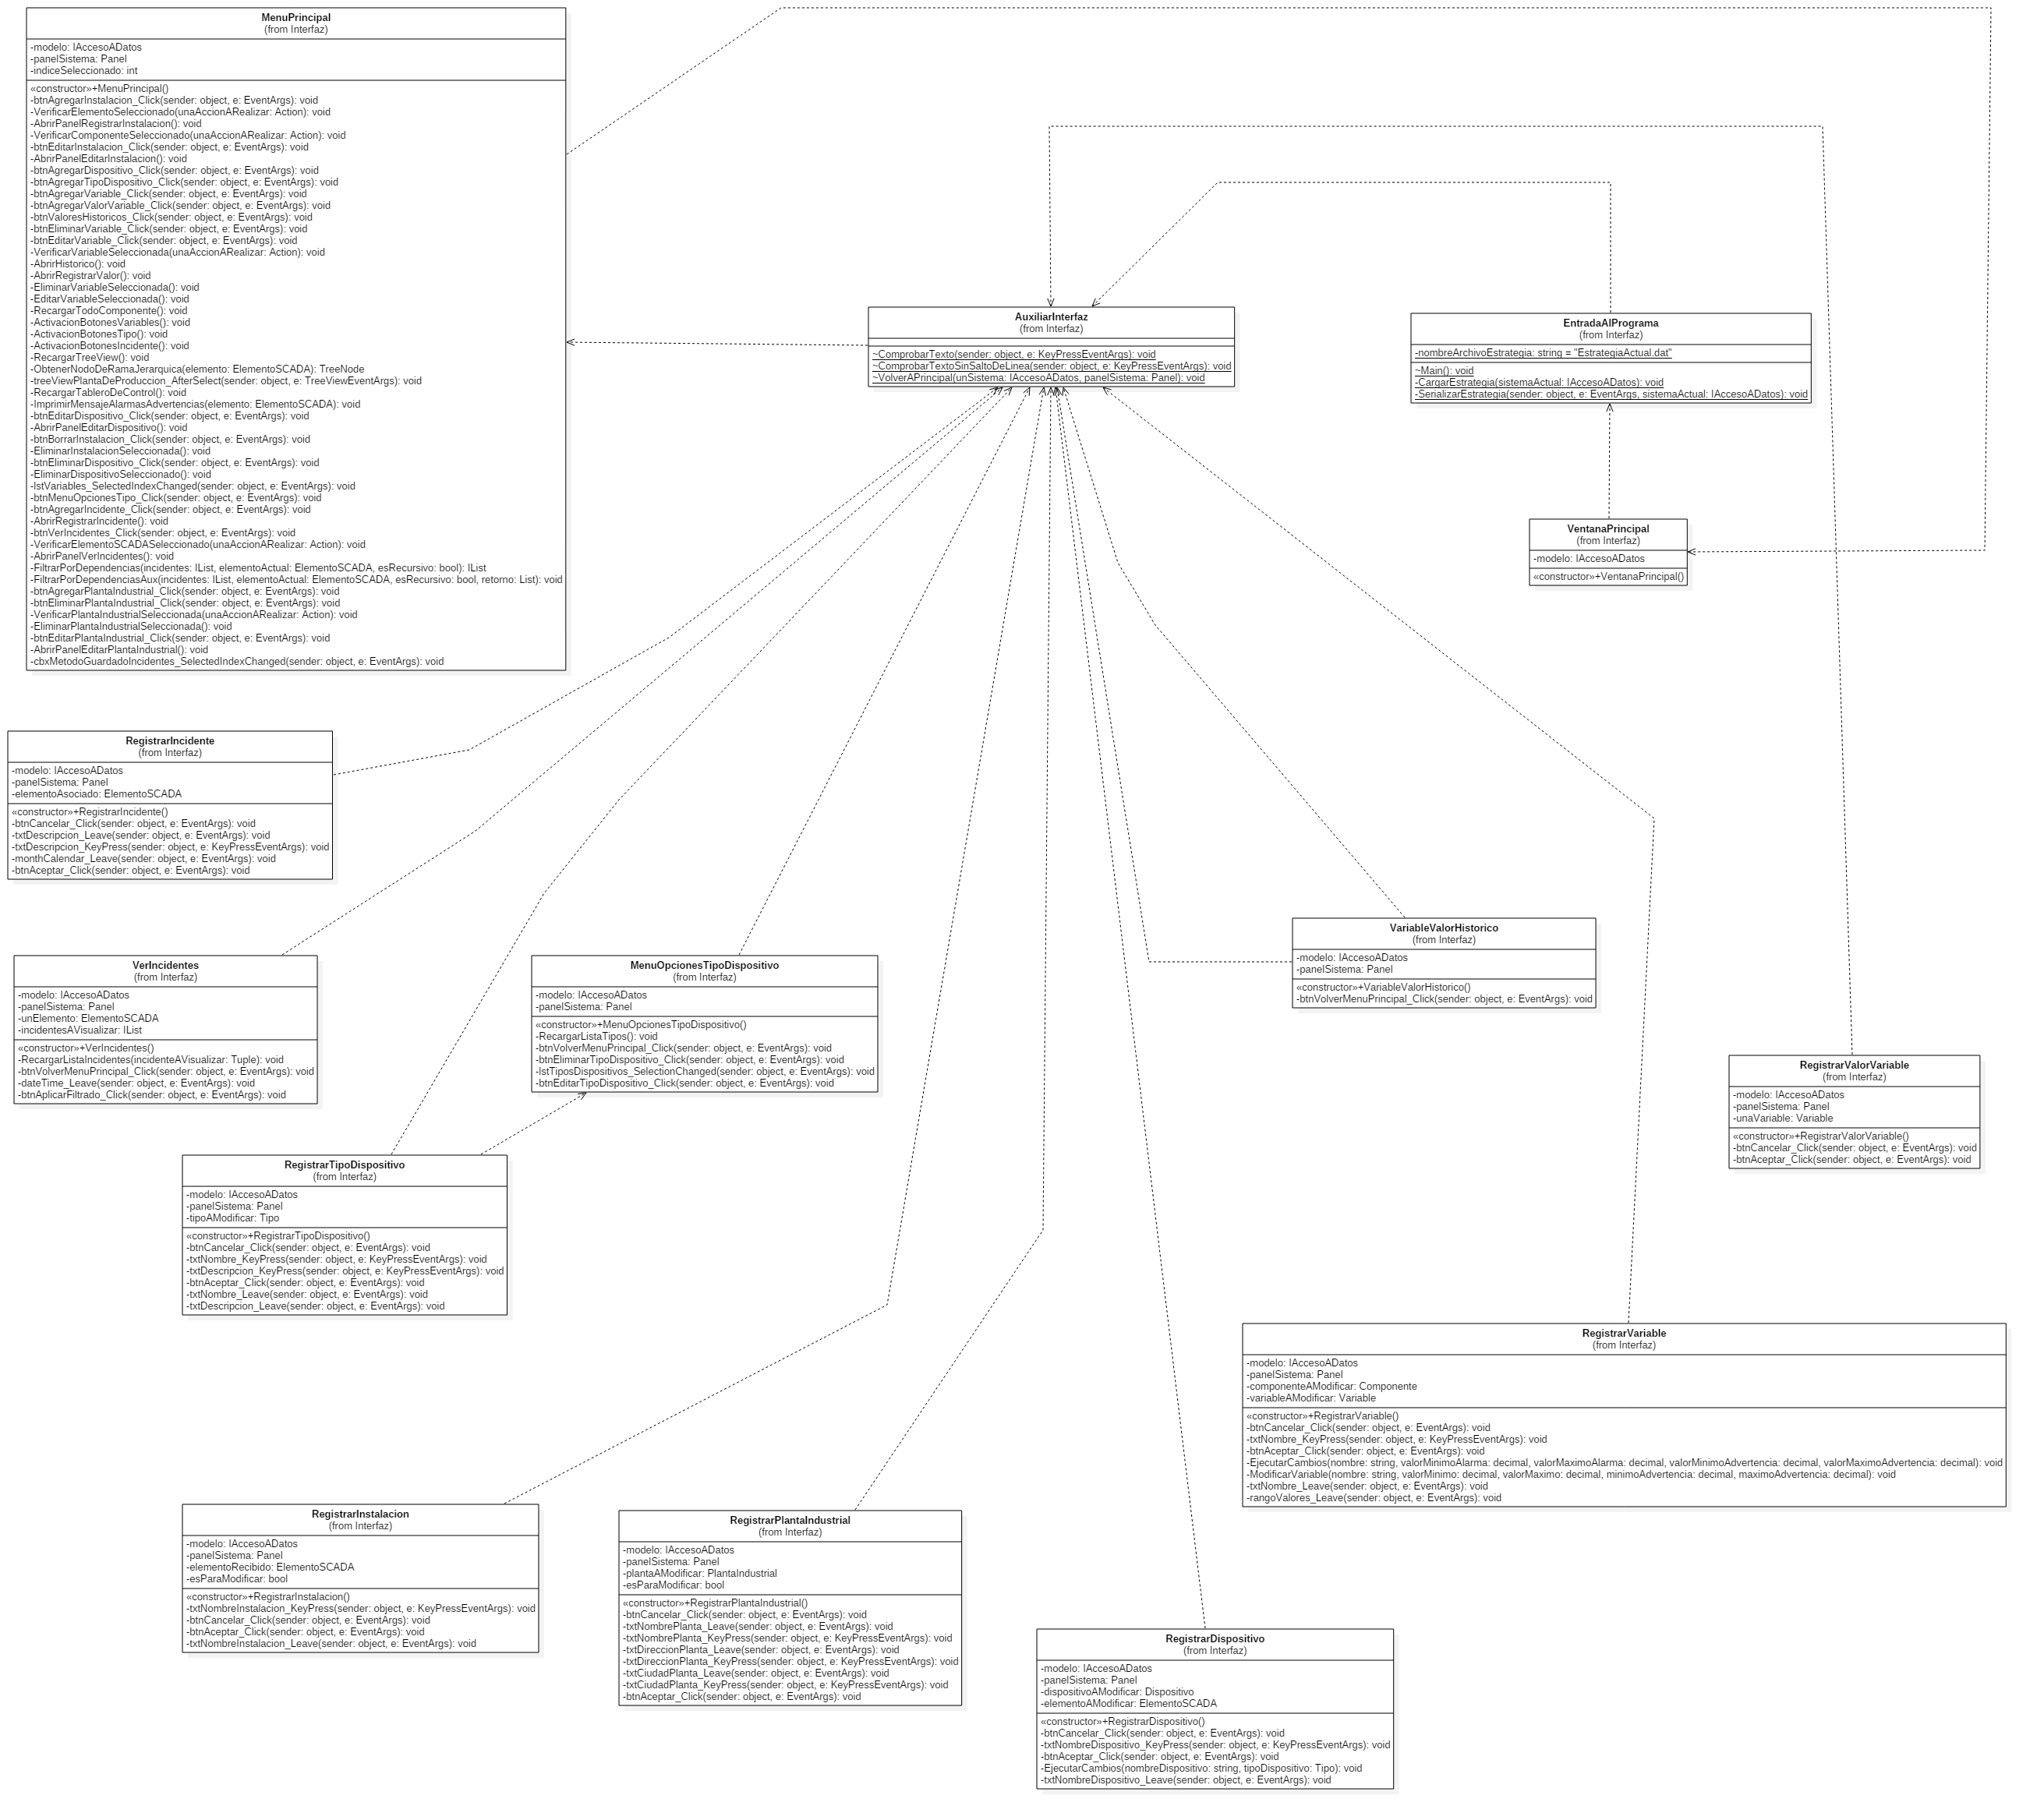 MenuPrincipal
(from Interfaz)
-modelo: IAccesoADatos
-panelSistema: Panel
-indiceSeleccionado: int
«constructor»+MenuPrincipal()
-btnAgregarInstalacion_Click(sender: object, e: EventArgs): void
-VerificarElementoSeleccionado(unaAccionARealizar: Action): void
-AbrirPanelRegistrarInstalacion(): void
-VerificarComponenteSeleccionado(unaAccionARealizar: Action): void
-btnEditarInstalacion_Click(sender: object, e: EventArgs): void
-AbrirPanelEditarInstalacion(): void
-btnAgregarDispositivo_Click(sender: object, e: EventArgs): void
-btnAgregarTipoDispositivo_Click(sender: object, e: EventArgs): void
-btnAgregarVariable_Click(sender: object, e: EventArgs): void
-btnAgregarValorVariable_Click(sender: object, e: EventArgs): void
-btnValoresHistoricos_Click(sender: object, e: EventArgs): void
-btnEliminarVariable_Click(sender: object, e: EventArgs): void
-btnEditarVariable_Click(sender: object, e: EventArgs): void
-VerificarVariableSeleccionada(unaAccionARealizar: Action): void
-AbrirHistorico(): void
-AbrirRegistrarValor(): void
-EliminarVariableSeleccionada(): void
-EditarVariableSeleccionada(): void
-RecargarTodoComponente(): void
-ActivacionBotonesVariables(): void
-ActivacionBotonesTipo(): void
-ActivacionBotonesIncidente(): void
-RecargarTreeView(): void
-ObtenerNodoDeRamaJerarquica(elemento: ElementoSCADA): TreeNode
-treeViewPlantaDeProduccion_AfterSelect(sender: object, e: TreeViewEventArgs): void
-RecargarTableroDeControl(): void
-ImprimirMensajeAlarmasAdvertencias(elemento: ElementoSCADA): void
-btnEditarDispositivo_Click(sender: object, e: EventArgs): void
-AbrirPanelEditarDispositivo(): void
-btnBorrarInstalacion_Click(sender: object, e: EventArgs): void
-EliminarInstalacionSeleccionada(): void
-btnEliminarDispositivo_Click(sender: object, e: EventArgs): void
-EliminarDispositivoSeleccionado(): void
-lstVariables_SelectedIndexChanged(sender: object, e: EventArgs): void
-btnMenuOpcionesTipo_Click(sender: object, e: EventArgs): void
-btnAgregarIncidente_Click(sender: object, e: EventArgs): void
-AbrirRegistrarIncidente(): void
-btnVerIncidentes_Click(sender: object, e: EventArgs): void
-VerificarElementoSCADASeleccionado(unaAccionARealizar: Action): void
-AbrirPanelVerIncidentes(): void
-FiltrarPorDependencias(incidentes: IList, elementoActual: ElementoSCADA, esRecursivo: bool): IList
-FiltrarPorDependenciasAux(incidentes: IList, elementoActual: ElementoSCADA, esRecursivo: bool, retorno: List): void
-btnAgregarPlantaIndustrial_Click(sender: object, e: EventArgs): void
-btnEliminarPlantaIndustrial_Click(sender: object, e: EventArgs): void
-VerificarPlantaIndustrialSeleccionada(unaAccionARealizar: Action): void
-EliminarPlantaIndustrialSeleccionada(): void
-btnEditarPlantaIndustrial_Click(sender: object, e: EventArgs): void
-AbrirPanelEditarPlantaIndustrial(): void
-cbxMetodoGuardadoIncidentes_SelectedIndexChanged(sender: object, e: EventArgs): void
AuxiliarInterfaz
(from Interfaz)
~ComprobarTexto(sender: object, e: KeyPressEventArgs): void
~ComprobarTextoSinSaltoDeLinea(sender: object, e: KeyPressEventArgs): void
~VolverAPrincipal(unSistema: IAccesoADatos, panelSistema: Panel): void
EntradaAlPrograma
(from Interfaz)
-nombreArchivoEstrategia: string = "EstrategiaActual.dat"
~Main(): void
-CargarEstrategia(sistemaActual: IAccesoADatos): void
-SerializarEstrategia(sender: object, e: EventArgs, sistemaActual: IAccesoADatos): void
VentanaPrincipal
(from Interfaz)
-modelo: IAccesoADatos
«constructor»+VentanaPrincipal()
RegistrarIncidente
(from Interfaz)
-modelo: IAccesoADatos
-panelSistema: Panel
-elementoAsociado: ElementoSCADA
«constructor»+RegistrarIncidente()
-btnCancelar_Click(sender: object, e: EventArgs): void
-txtDescripcion_Leave(sender: object, e: EventArgs): void
-txtDescripcion_KeyPress(sender: object, e: KeyPressEventArgs): void
-monthCalendar_Leave(sender: object, e: EventArgs): void
-btnAceptar_Click(sender: object, e: EventArgs): void
VerIncidentes
(from Interfaz)
-modelo: IAccesoADatos
-panelSistema: Panel
-unElemento: ElementoSCADA
-incidentesAVisualizar: IList
«constructor»+VerIncidentes()
-RecargarListaIncidentes(incidenteAVisualizar: Tuple): void
-btnVolverMenuPrincipal_Click(sender: object, e: EventArgs): void
-dateTime_Leave(sender: object, e: EventArgs): void
-btnAplicarFiltrado_Click(sender: object, e: EventArgs): void
MenuOpcionesTipoDispositivo
(from Interfaz)
-modelo: IAccesoADatos
-panelSistema: Panel
«constructor»+MenuOpcionesTipoDispositivo()
-RecargarListaTipos(): void
-btnVolverMenuPrincipal_Click(sender: object, e: EventArgs): void
-btnEliminarTipoDispositivo_Click(sender: object, e: EventArgs): void
-lstTiposDispositivos_SelectionChanged(sender: object, e: EventArgs): void
-btnEditarTipoDispositivo_Click(sender: object, e: EventArgs): void
VariableValorHistorico
(from Interfaz)
-modelo: IAccesoADatos
-panelSistema: Panel
«constructor»+VariableValorHistorico()
-btnVolverMenuPrincipal_Click(sender: object, e: EventArgs): void
RegistrarValorVariable
(from Interfaz)
-modelo: IAccesoADatos
-panelSistema: Panel
-unaVariable: Variable
«constructor»+RegistrarValorVariable()
-btnCancelar_Click(sender: object, e: EventArgs): void
-btnAceptar_Click(sender: object, e: EventArgs): void
RegistrarTipoDispositivo
(from Interfaz)
-modelo: IAccesoADatos
-panelSistema: Panel
-tipoAModificar: Tipo
«constructor»+RegistrarTipoDispositivo()
-btnCancelar_Click(sender: object, e: EventArgs): void
-txtNombre_KeyPress(sender: object, e: KeyPressEventArgs): void
-txtDescripcion_KeyPress(sender: object, e: KeyPressEventArgs): void
-btnAceptar_Click(sender: object, e: EventArgs): void
-txtNombre_Leave(sender: object, e: EventArgs): void
-txtDescripcion_Leave(sender: object, e: EventArgs): void
RegistrarVariable
(from Interfaz)
-modelo: IAccesoADatos
-panelSistema: Panel
-componenteAModificar: Componente
-variableAModificar: Variable
«constructor»+RegistrarVariable()
-btnCancelar_Click(sender: object, e: EventArgs): void
-txtNombre_KeyPress(sender: object, e: KeyPressEventArgs): void
-btnAceptar_Click(sender: object, e: EventArgs): void
-EjecutarCambios(nombre: string, valorMinimoAlarma: decimal, valorMaximoAlarma: decimal, valorMinimoAdvertencia: decimal, valorMaximoAdvertencia: decimal): void
-ModificarVariable(nombre: string, valorMinimo: decimal, valorMaximo: decimal, minimoAdvertencia: decimal, maximoAdvertencia: decimal): void
-txtNombre_Leave(sender: object, e: EventArgs): void
-rangoValores_Leave(sender: object, e: EventArgs): void
RegistrarInstalacion
(from Interfaz)
-modelo: IAccesoADatos
-panelSistema: Panel
-elementoRecibido: ElementoSCADA
-esParaModificar: bool
«constructor»+RegistrarInstalacion()
-txtNombreInstalacion_KeyPress(sender: object, e: KeyPressEventArgs): void
-btnCancelar_Click(sender: object, e: EventArgs): void
-btnAceptar_Click(sender: object, e: EventArgs): void
-txtNombreInstalacion_Leave(sender: object, e: EventArgs): void
RegistrarPlantaIndustrial
(from Interfaz)
-modelo: IAccesoADatos
-panelSistema: Panel
-plantaAModificar: PlantaIndustrial
-esParaModificar: bool
«constructor»+RegistrarPlantaIndustrial()
-btnCancelar_Click(sender: object, e: EventArgs): void
-txtNombrePlanta_Leave(sender: object, e: EventArgs): void
-txtNombrePlanta_KeyPress(sender: object, e: KeyPressEventArgs): void
-txtDireccionPlanta_Leave(sender: object, e: EventArgs): void
-txtDireccionPlanta_KeyPress(sender: object, e: KeyPressEventArgs): void
-txtCiudadPlanta_Leave(sender: object, e: EventArgs): void
-txtCiudadPlanta_KeyPress(sender: object, e: KeyPressEventArgs): void
-btnAceptar_Click(sender: object, e: EventArgs): void
RegistrarDispositivo
(from Interfaz)
-modelo: IAccesoADatos
-panelSistema: Panel
-dispositivoAModificar: Dispositivo
-elementoAModificar: ElementoSCADA
«constructor»+RegistrarDispositivo()
-btnCancelar_Click(sender: object, e: EventArgs): void
-txtNombreDispositivo_KeyPress(sender: object, e: KeyPressEventArgs): void
-btnAceptar_Click(sender: object, e: EventArgs): void
-EjecutarCambios(nombreDispositivo: string, tipoDispositivo: Tipo): void
-txtNombreDispositivo_Leave(sender: object, e: EventArgs): void